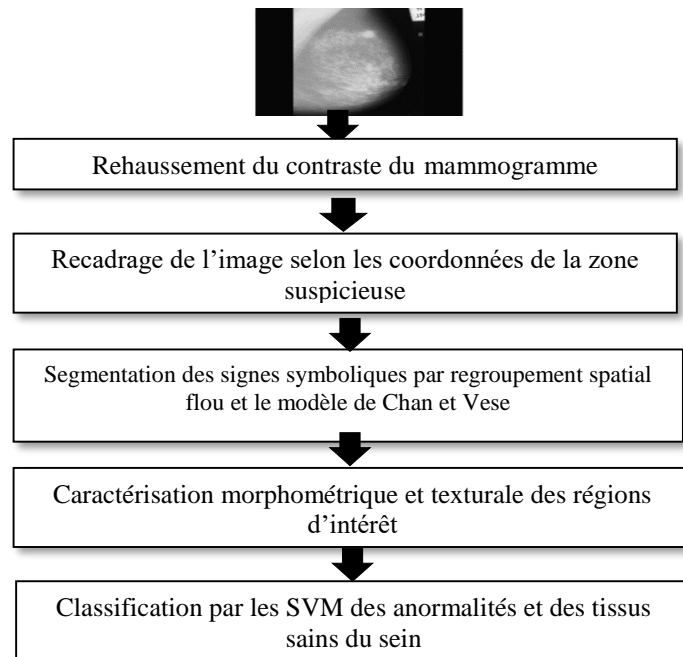 Rehaussement du contraste du mammogramme
Recadrage de l'image selon les coordonnées de la zone
suspicieuse
Segmentation des signes symboliques par regroupement spatial
flou et le modèle de Chan et Vese
Caractérisation morphométrique et texturale des régions
d'intérêt
Classification par les SVM des anormalités et des tissus
sains du sein